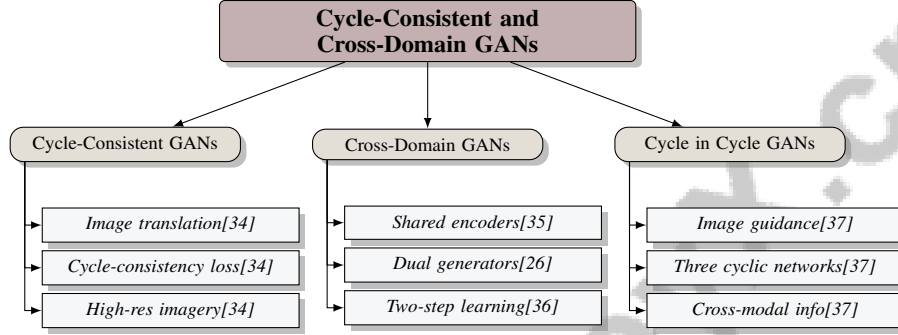 Cycle-Consistent and
Cross-Domain GANs
Cycle-Consistent GANs
Cross-Domain GANs
Cycle in Cycle GANs
Image translation[34]
Cycle-consistency loss[34]
High-res imagery[34]
Shared encoders[35]
Dual generators[26]
Two-step learning[36]
Image guidance[37]
Three cyclic networks[37]
Cross-modal info[37]